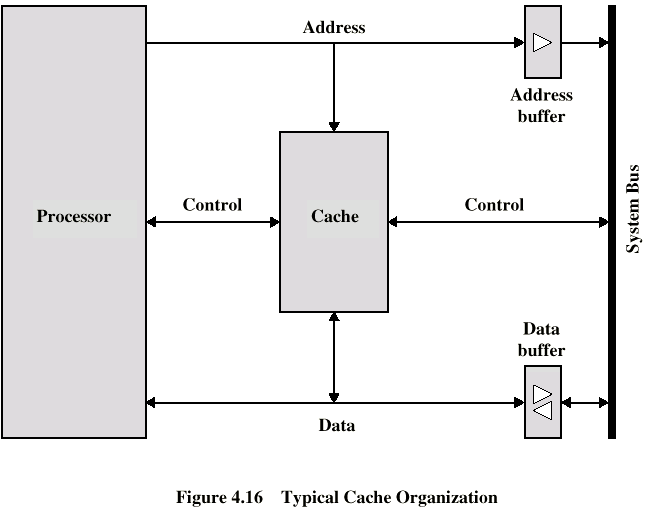 Address
Address
buffer
Processor
Control
Cache
Control
System Bus
Data
buffer
Data
Figure 4.16 Typical Cache Organization